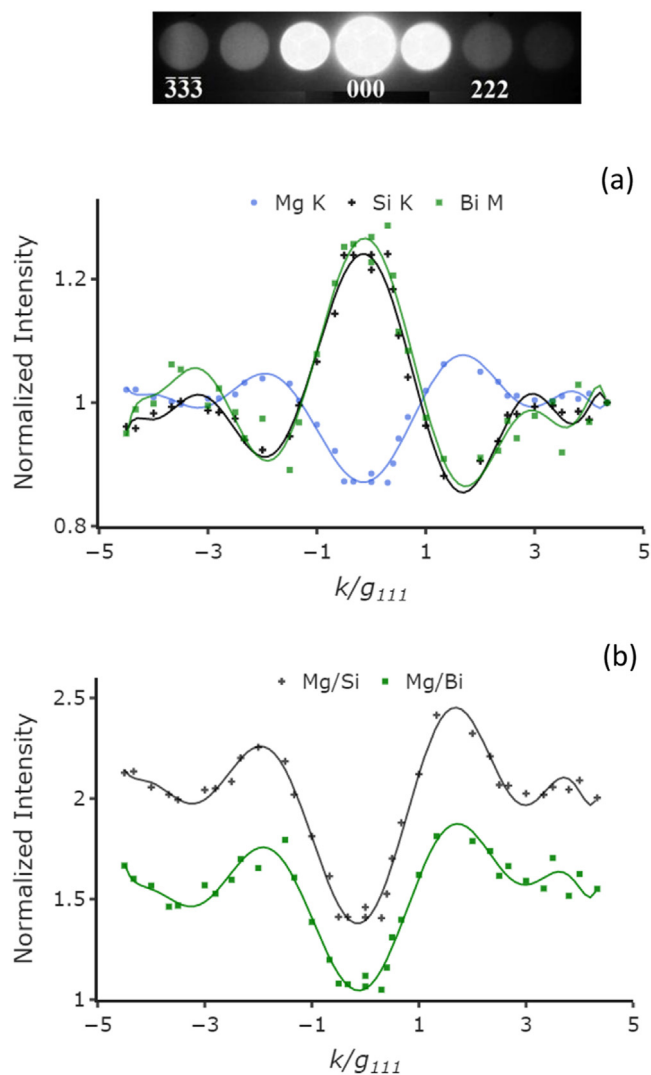 3̅3̅3̅ 000 222
(a)
Mg K Si K Bi M
1.2
1
0.8
Normalized Intensity
−5 −3 −1 1 3 5
k/g₁₁₁
(b)
Mg/Si Mg/Bi
2.5
2
1.5
1
Normalized Intensity
−5 −3 −1 1 3 5
k/g₁₁₁